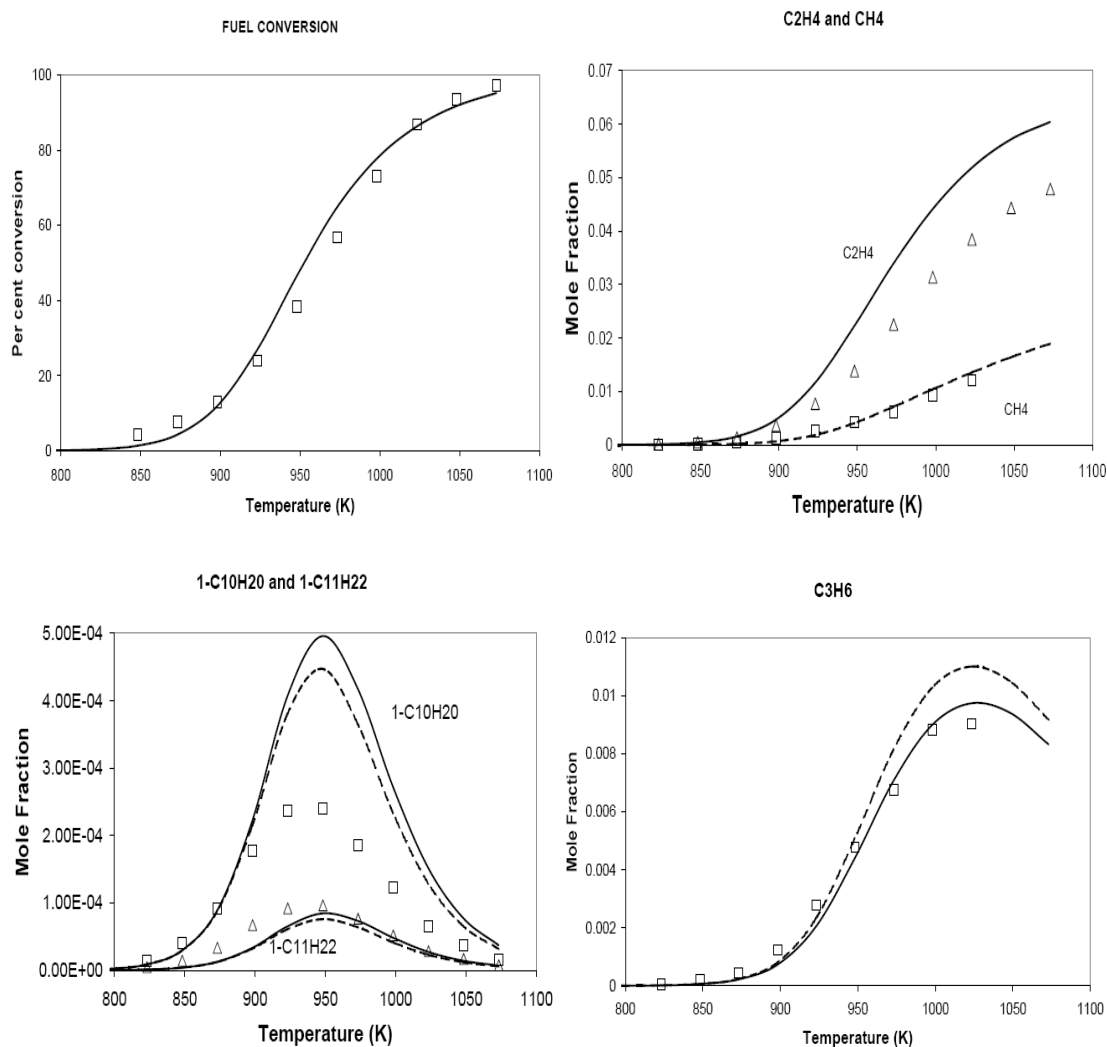 FUEL CONVERSION
100
80
60
40
20
0
800 850 900 950 1000 1050 1100
Per cent conversion
Temperature (K)
C2H4 and CH4
0.07
0.06
0.05
0.04
0.03
0.02
0.01
0
800 850 900 950 1000 1050 1100
Mole Fraction
Temperature (K)
C2H4
CH4
1-C10H20 and 1-C11H22
5.00E-04
4.00E-04
3.00E-04
2.00E-04
1.00E-04
0.00E+00
800 850 900 950 1000 1050 1100
Mole Fraction
Temperature (K)
1-C10H20
1-C11H22
C3H6
0.012
0.01
0.008
0.006
0.004
0.002
0
800 850 900 950 1000 1050 1100
Mole Fraction
Temperature (K)